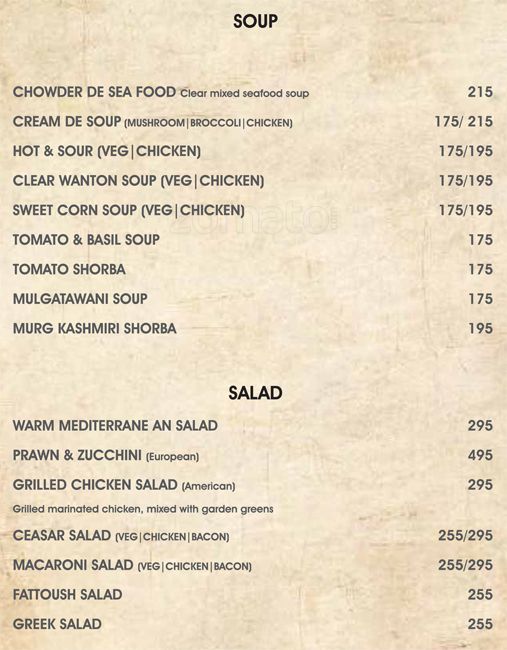 SOUP
CHOWDER DE SEA FOOD Clear mixed seafood soup 215
CREAM DE SOUP (MUSHROOM|BROCCOLI|CHICKEN) 175/ 215
HOT & SOUR (VEG|CHICKEN) 175/195
CLEAR WANTON SOUP (VEG|CHICKEN) 175/195
SWEET CORN SOUP (VEG|CHICKEN) 175/195
zomato
TOMATO & BASIL SOUP 175
TOMATO SHORBA 175
MULGATAWANI SOUP 175
MURG KASHMIRI SHORBA 195
SALAD
WARM MEDITERRANE AN SALAD 295
PRAWN & ZUCCHINI (European) 495
GRILLED CHICKEN SALAD (American) 295
Grilled marinated chicken, mixed with garden greens
CEASAR SALAD (VEG|CHICKEN|BACON) 255/295
MACARONI SALAD (VEG|CHICKEN|BACON) 255/295
FATTOUSH SALAD 255
GREEK SALAD 255